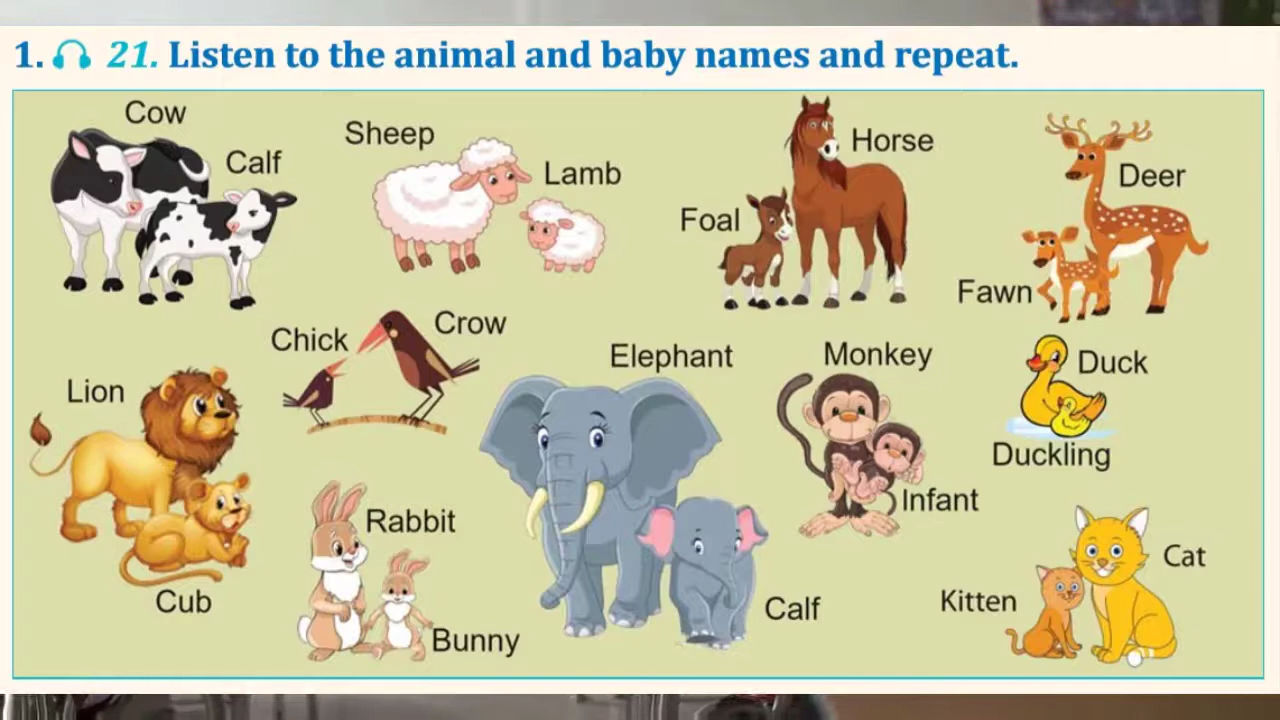 1. 21. Listen to the animal and baby names and repeat.
Cow
Calf
Sheep
Lamb
Horse
Foal
Deer
Fawn
Chick
Crow
Lion
Cub
Elephant
Calf
Monkey
Infant
Duck
Duckling
Rabbit
Bunny
Cat
Kitten